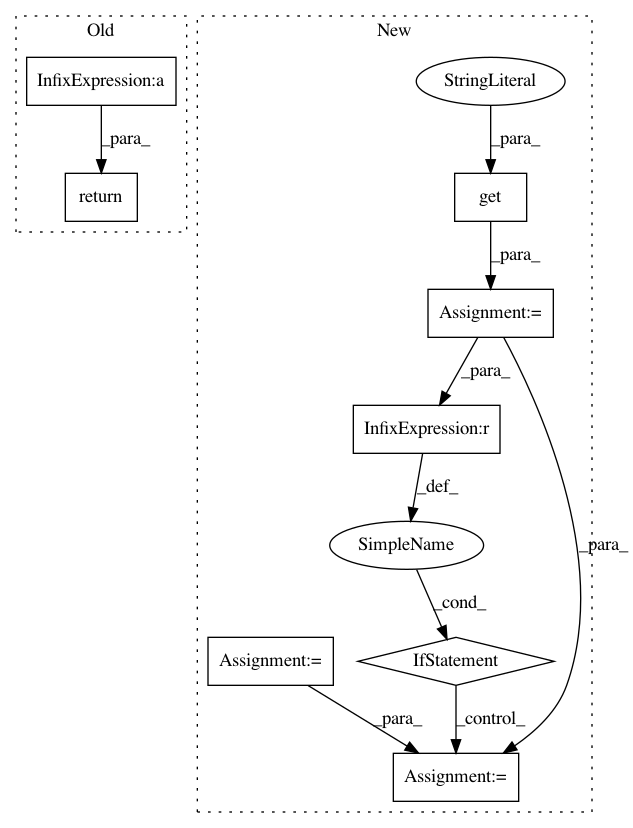 Old
New
InfixExpression:a
StringLiteral
_para_
_para_
return
get
_para_
Assignment:=
_para_
InfixExpression:r
_def_
SimpleName
_para_
_cond_
Assignment:=
IfStatement
_para_
_control_
Assignment:=